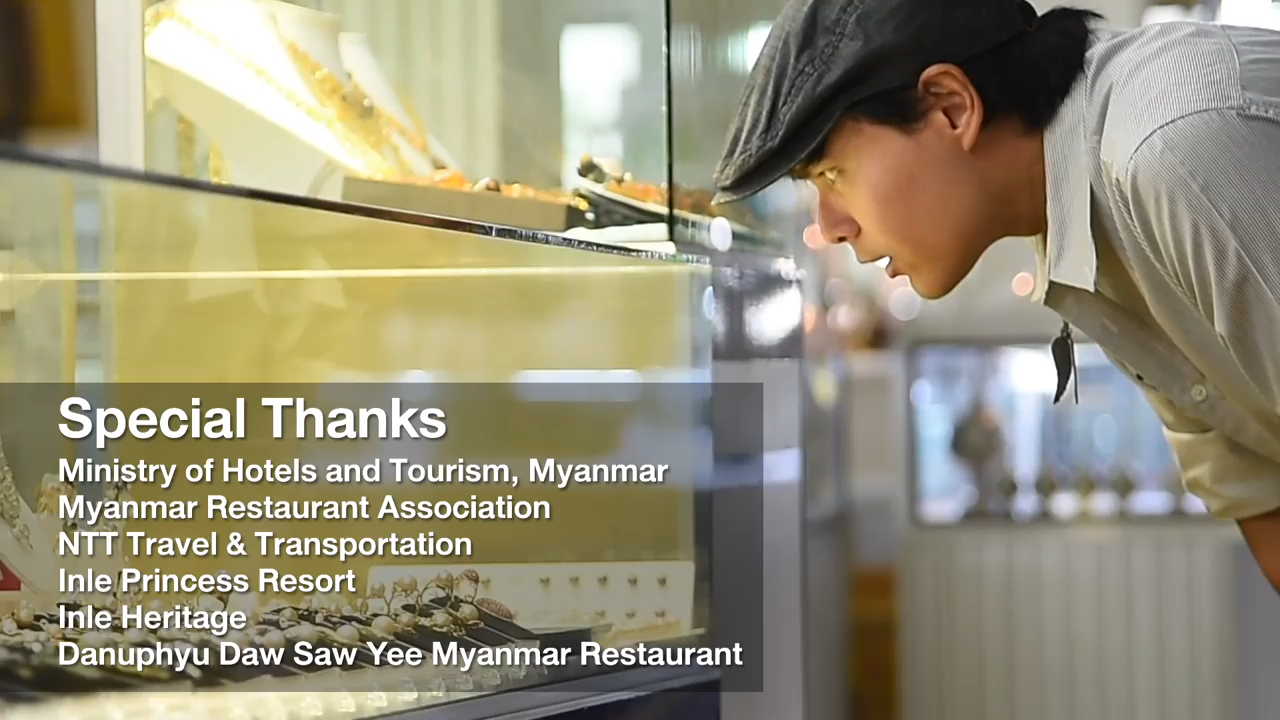 Special Thanks
Ministry of Hotels and Tourism, Myanmar
Myanmar Restaurant Association
NTT Travel & Transportation
Inle Princess Resort
Inle Heritage
Danuphyu Daw Saw Yee Myanmar Restaurant